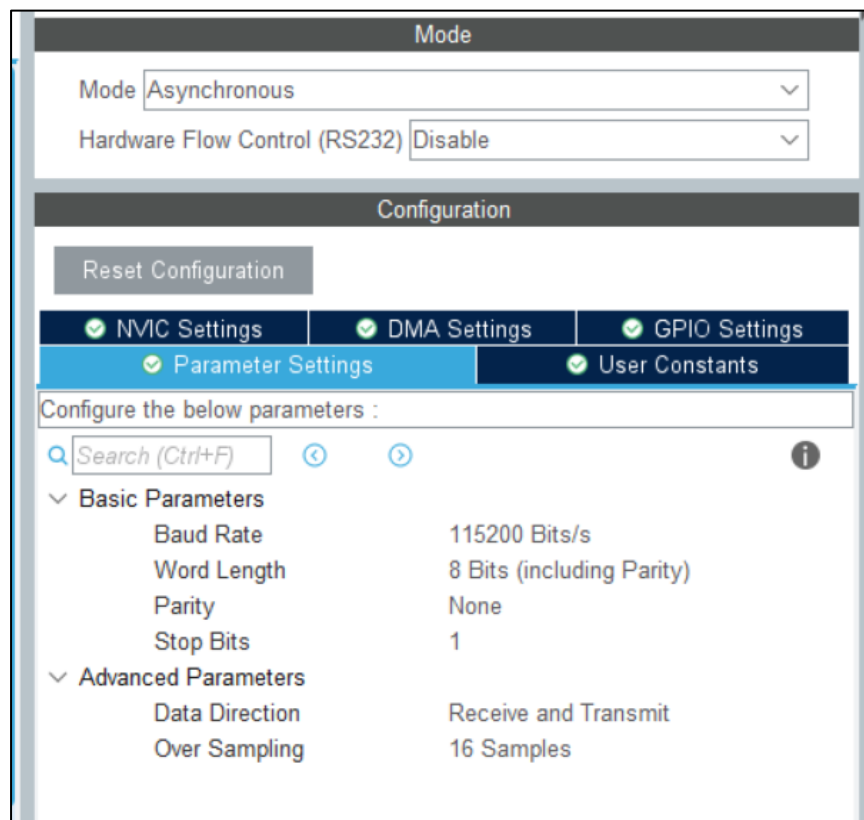 Mode
Mode Asynchronous
Hardware Flow Control (RS232) Disable
Configuration
Reset Configuration
NVIC Settings DMA Settings GPIO Settings
Parameter Settings User Constants
Configure the below parameters :
Search (Ctrl+F)
Basic Parameters
Baud Rate 115200 Bits/s
Word Length 8 Bits (including Parity)
Parity None
Stop Bits 1
Advanced Parameters
Data Direction Receive and Transmit
Over Sampling 16 Samples